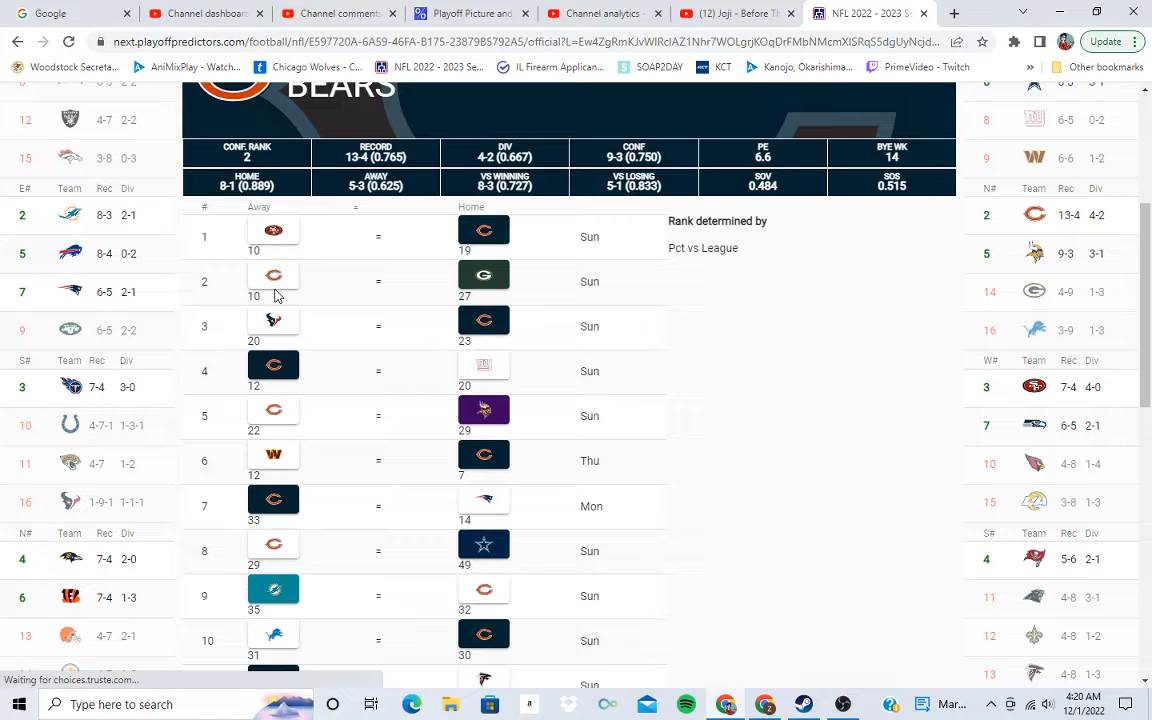 Google
Channel dashboar
Channel comments
Playoff Picture and
Channel analytics -
(12) Joji - Before Th
NFL 2022 - 2023 Se
next.playoffpredictors.com/football/nfl/E597720A-6A59-46FA-B175-23879B5792A5/official?L=Ew4ZgRmKJvWIRclAIZ1Nhr7WOLgrjKOqDrFMbNMcmXISRqS5dgUyNcjd...
Update
Woodstock Secreta...
AniMixPlay - Watch...
Chicago Wolves - C...
NFL 2022 - 2023 Se...
IL Firearm Applican...
SOAP2DAY
KCT
Kanojo, Okarishima...
PrimeVideo - Twitch
Other bookmarks
BEARS
CONF. RANK
2
RECORD
13-4 (0.765)
DIV
4-2 (0.667)
CONF
9-3 (0.750)
PE
6.6
BYE WK
14
HOME
8-1 (0.889)
AWAY
5-3 (0.625)
VS WINNING
8-3 (0.727)
VS LOSING
5-1 (0.833)
SOV
0.484
SOS
0.515
12 4-7 2-2
15 3-8 0-3
E# Team Rec Div
2 8-3 2-1
5 8-4 0-2
7 6-5 2-1
9 6-5 2-2
S# Team Rec Div
3 7-4 3-0
10 4-7-1 1-3-1
11 4-7 1-2
16 1-9-1 1-1-1
N# Team Rec Div
4 7-4 2-0
6 7-4 1-3
13 4-7 2-1
# Away = Home
1 = Sun
10 19
2 = Sun
10 27
3 = Sun
20 23
4 = Sun
12 20
5 = Sun
22 29
6 = Thu
12 7
7 = Mon
33 14
8 = Sun
29 49
9 = Sun
35 32
10 = Sun
31 30
Sun
Rank determined by
Pct vs League
8 6-5 0-2
9 6-6 1-2
N# Team Rec Div
2 13-4 4-2
5 9-3 3-1
14 4-9 1-3
16 3-9 1-3
W# Team Rec Div
3 7-4 4-0
7 6-5 2-1
10 4-8 1-4
15 3-8 1-3
S# Team Rec Div
4 5-6 2-1
11 4-8 3-1
12 4-8 1-2
13 4-8 1-3
Waiting for choices.truste.com...
Type here to search
Mar...
4:20 AM
12/1/2022